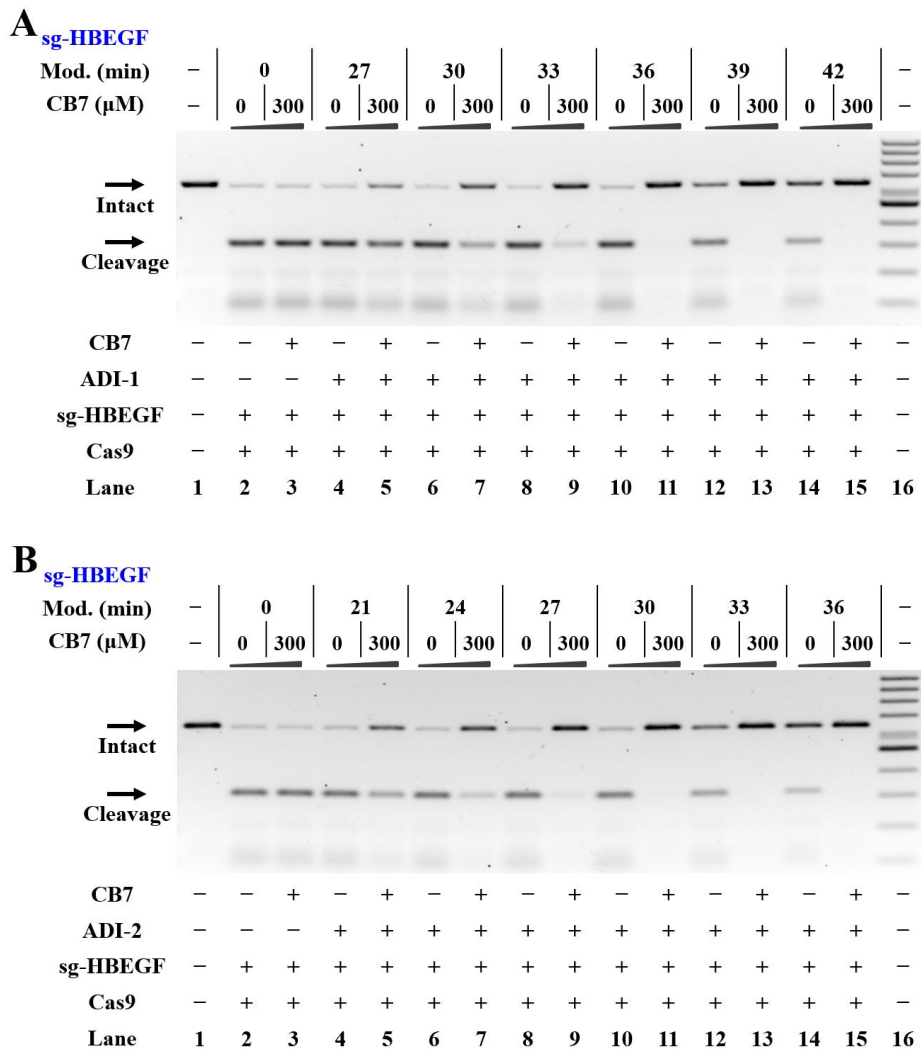 A
sg-HBEGF
Mod. (min) – 0 27 30 33 36 39 42 –
CB7 (μM) – 0 300 0 300 0 300 0 300 0 300 0 300 0 300 –
Intact
Cleavage
CB7 – – + – + – + – + – + – + – + –
ADI-1 – – – + + + + + + + + + + + + –
sg-HBEGF – + + + + + + + + + + + + + + –
Cas9 – + + + + + + + + + + + + + + –
Lane 1 2 3 4 5 6 7 8 9 10 11 12 13 14 15 16
B
sg-HBEGF
Mod. (min) – 0 21 24 27 30 33 36 –
CB7 (μM) – 0 300 0 300 0 300 0 300 0 300 0 300 0 300 –
Intact
Cleavage
CB7 – – + – + – + – + – + – + – + –
ADI-2 – – – + + + + + + + + + + + + –
sg-HBEGF – + + + + + + + + + + + + + + –
Cas9 – + + + + + + + + + + + + + + –
Lane 1 2 3 4 5 6 7 8 9 10 11 12 13 14 15 16